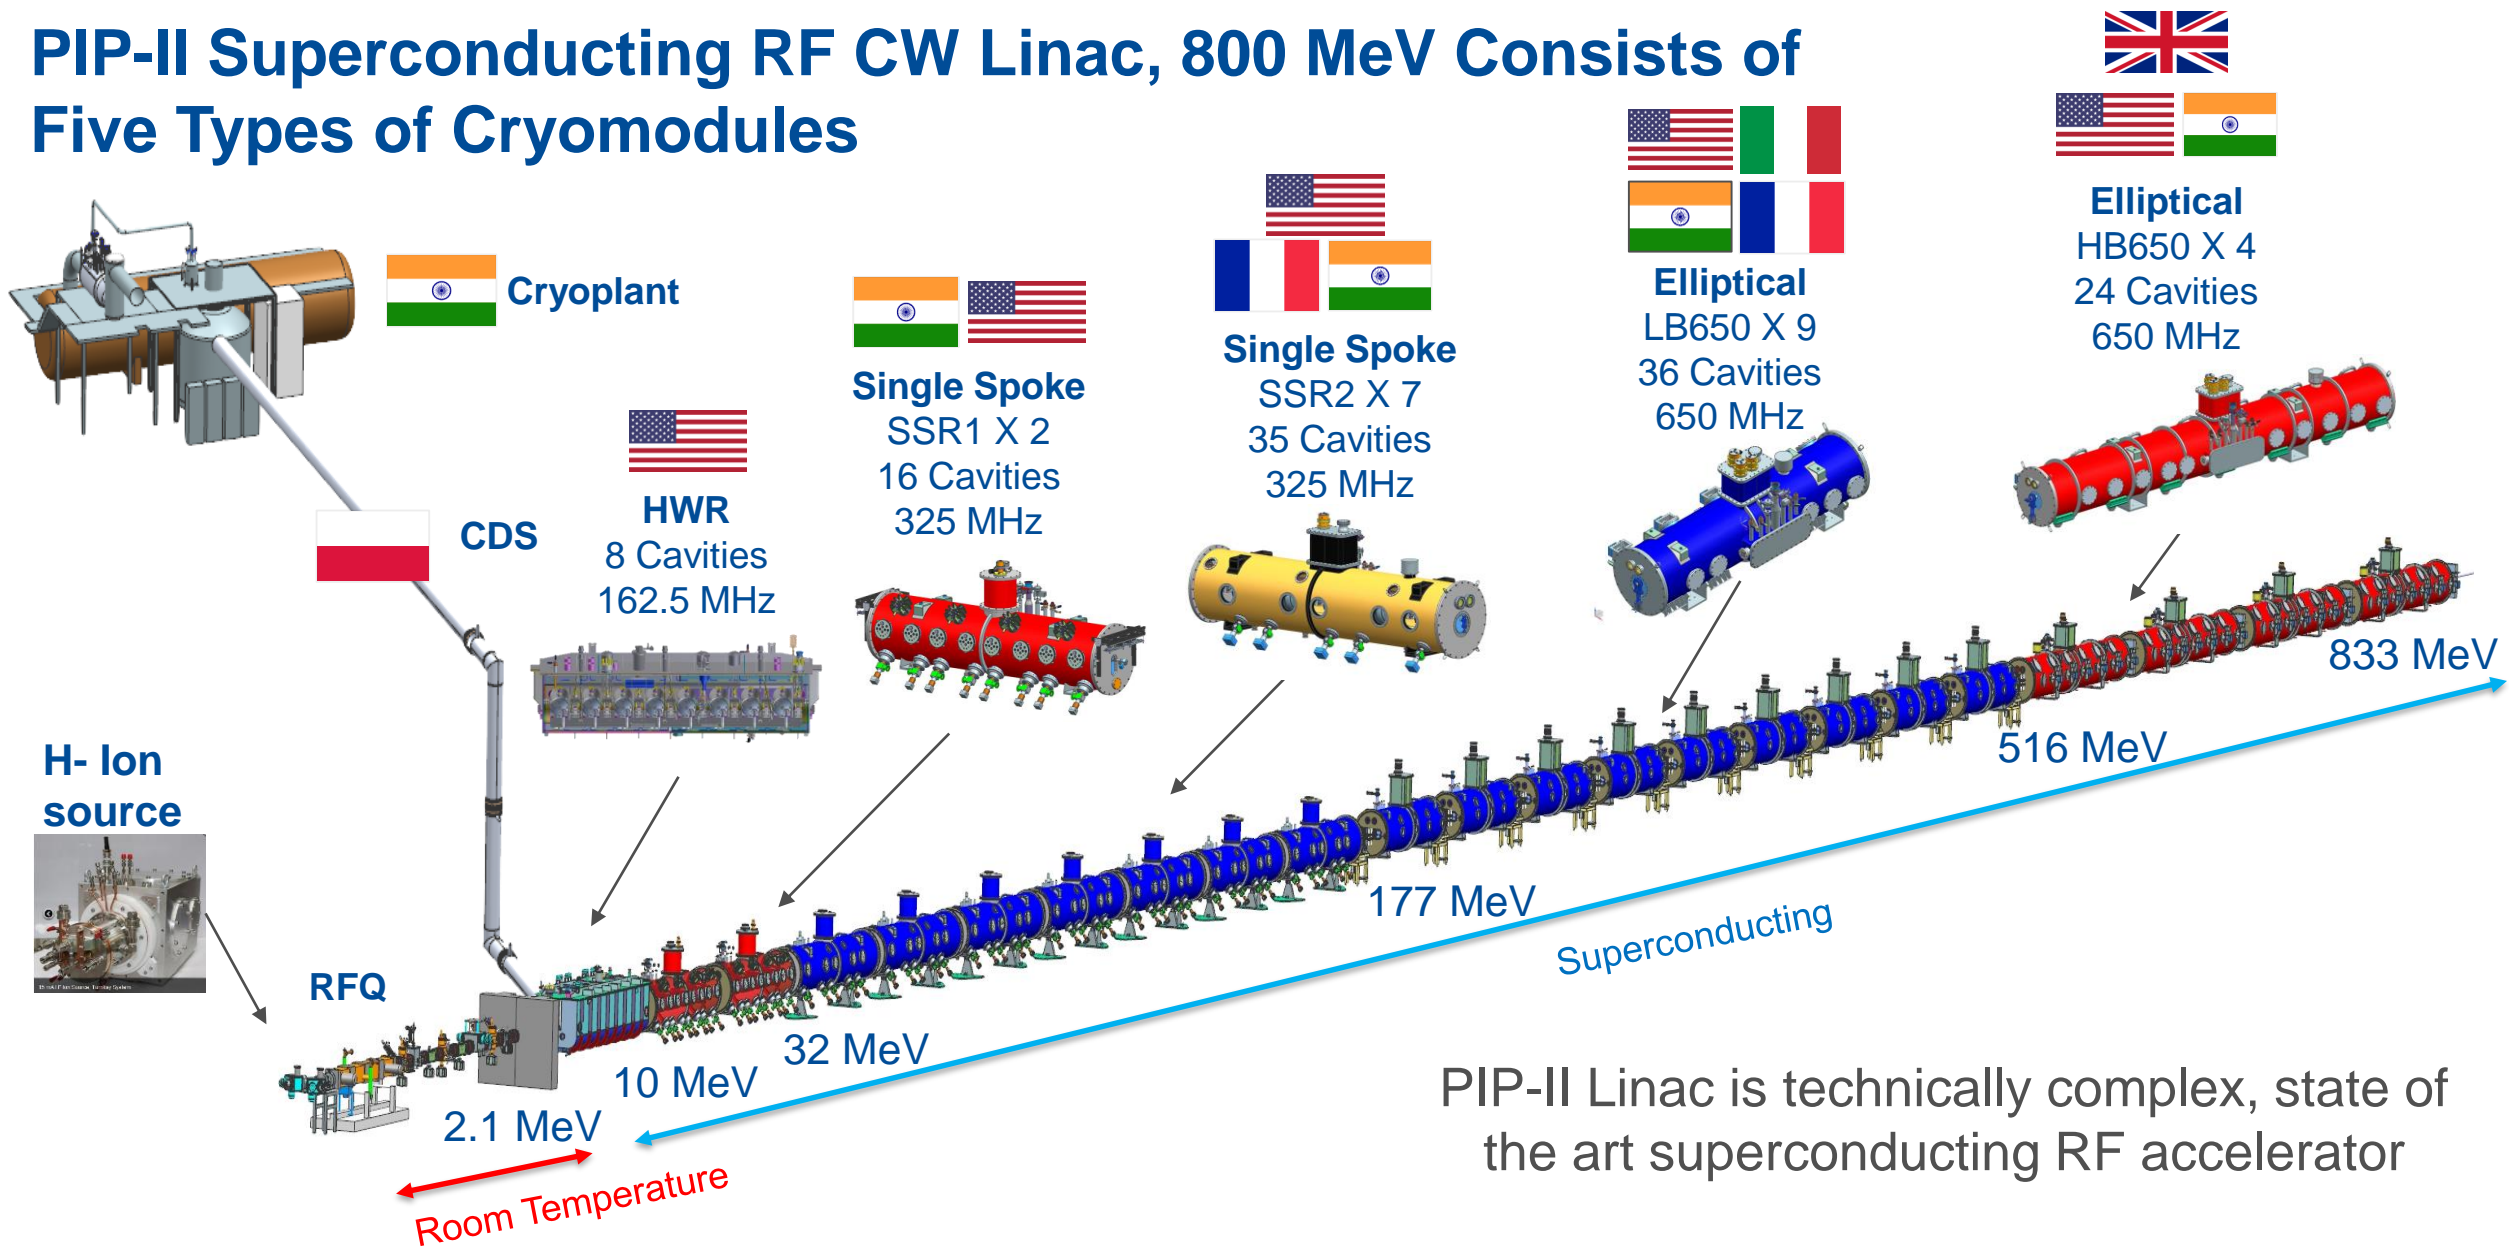 PIP-II Superconducting RF CW Linac, 800 MeV Consists of
Five Types of Cryomodules
Cryoplant
CDS
H- Ion
source
RFQ
HWR
8 Cavities
162.5 MHz
Single Spoke
SSR1 X 2
16 Cavities
325 MHz
Single Spoke
SSR2 X 7
35 Cavities
325 MHz
Elliptical
LB650 X 9
36 Cavities
650 MHz
Elliptical
HB650 X 4
24 Cavities
650 MHz
2.1 MeV
10 MeV
32 MeV
177 MeV
516 MeV
833 MeV
Room Temperature
Superconducting
PIP-II Linac is technically complex, state of
the art superconducting RF accelerator